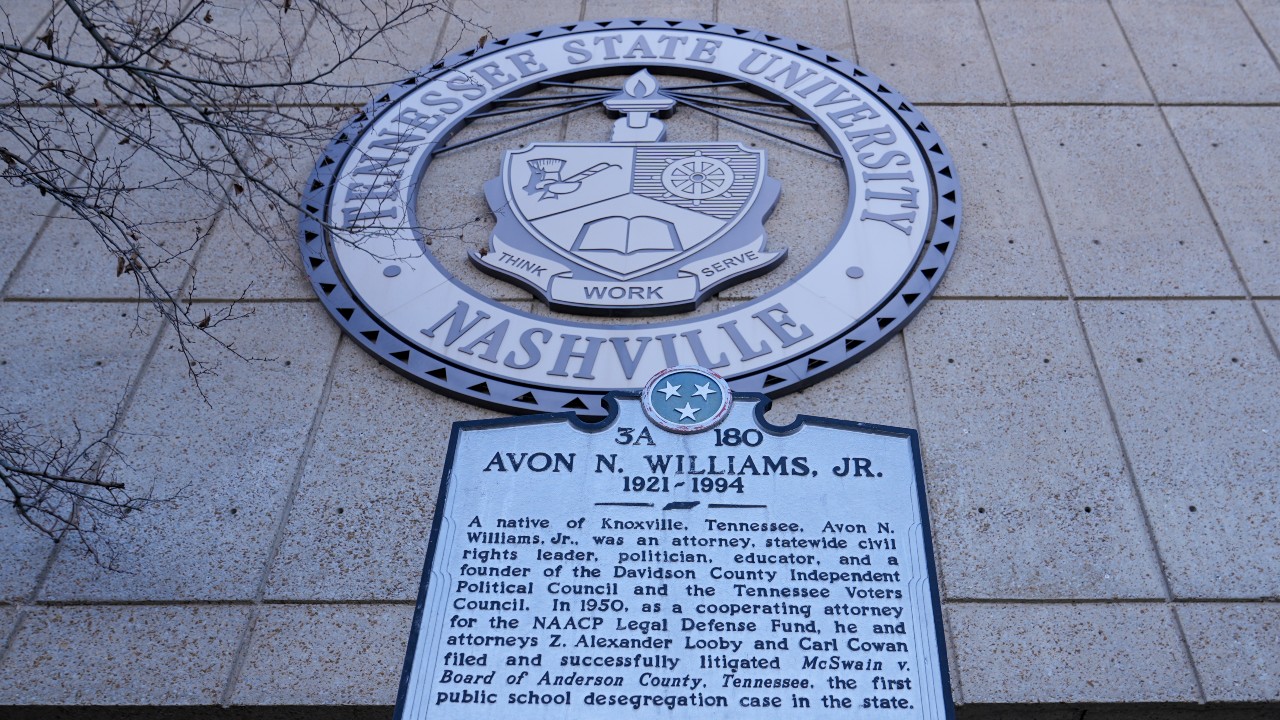 TENNESSEE STATE UNIVERSITY
THINK
WORK
SERVE
NASHVILLE
3A 180
AVON N. WILLIAMS, JR.
1921-1994
A native of Knoxville, Tennessee, Avon N.
Williams, Jr., was an attorney, statewide civil
rights leader, politician, educator, and a
founder of the Davidson County Independent
Political Council and the Tennessee Voters
Council. In 1950, as a cooperating attorney
for the NAACP Legal Defense Fund, he and
attorneys Z. Alexander Looby and Carl Cowan
filed and successfully litigated McSwain v.
Board of Anderson County, Tennessee, the first
public school desegregation case in the state.